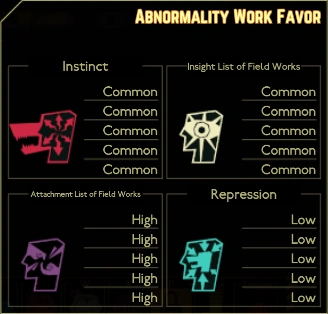 Abnormality Work Favor
Instinct
Common
Common
Common
Common
Common
Insight List of Field Works
Common
Common
Common
Common
Common
Attachment List of Field Works
High
High
High
High
High
Repression
Low
Low
Low
Low
Low